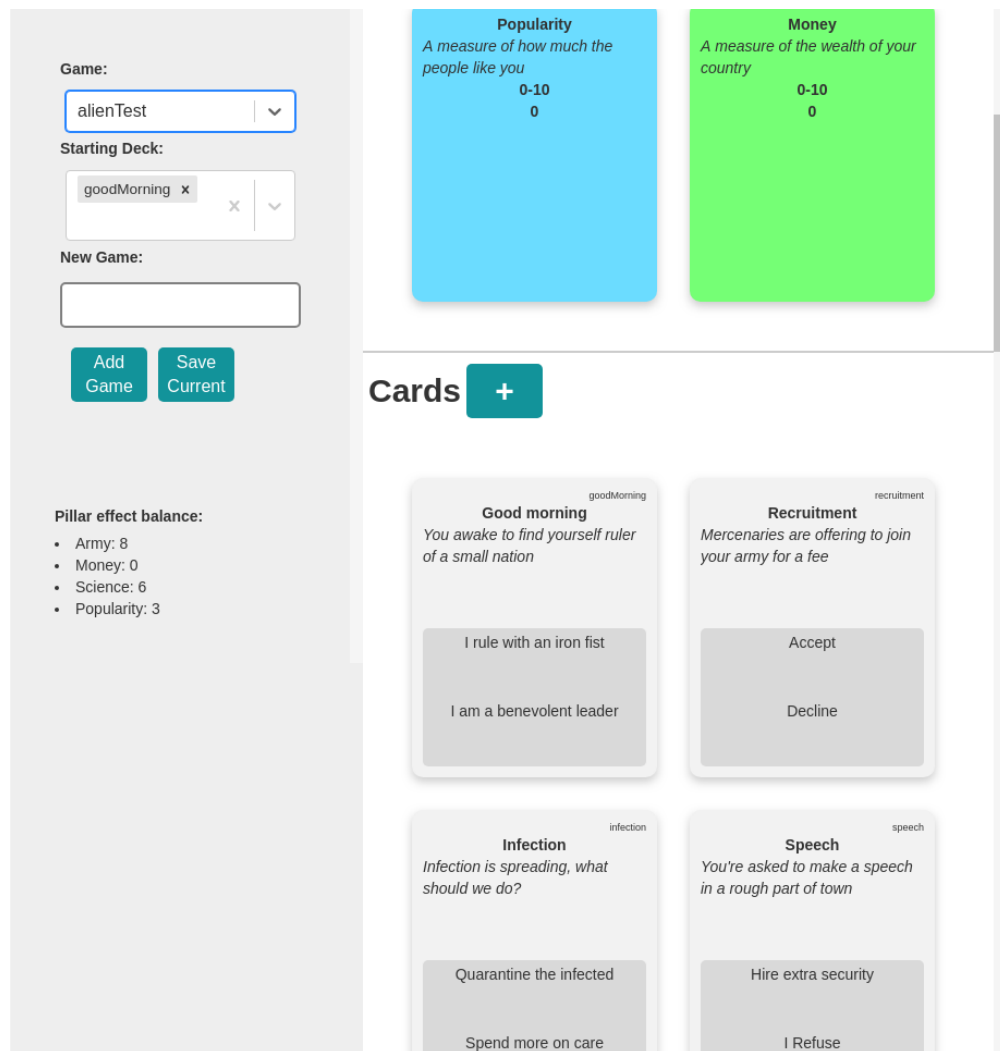 Game:
alienTest
Starting Deck:
goodMorning
New Game:
Add
Game
Save
Current
Pillar effect balance:
Army: 8
Money: 0
Science: 6
Popularity: 3
Popularity
A measure of how much the
people like you
0-10
0
Money
A measure of the wealth of your
country
0-10
0
Cards
+
goodMorning
Good morning
You awake to find yourself ruler
of a small nation
I rule with an iron fist
I am a benevolent leader
recruitment
Recruitment
Mercenaries are offering to join
your army for a fee
Accept
Decline
infection
Infection
Infection is spreading, what
should we do?
Quarantine the infected
Spend more on care
speech
Speech
You're asked to make a speech
in a rough part of town
Hire extra security
I Refuse